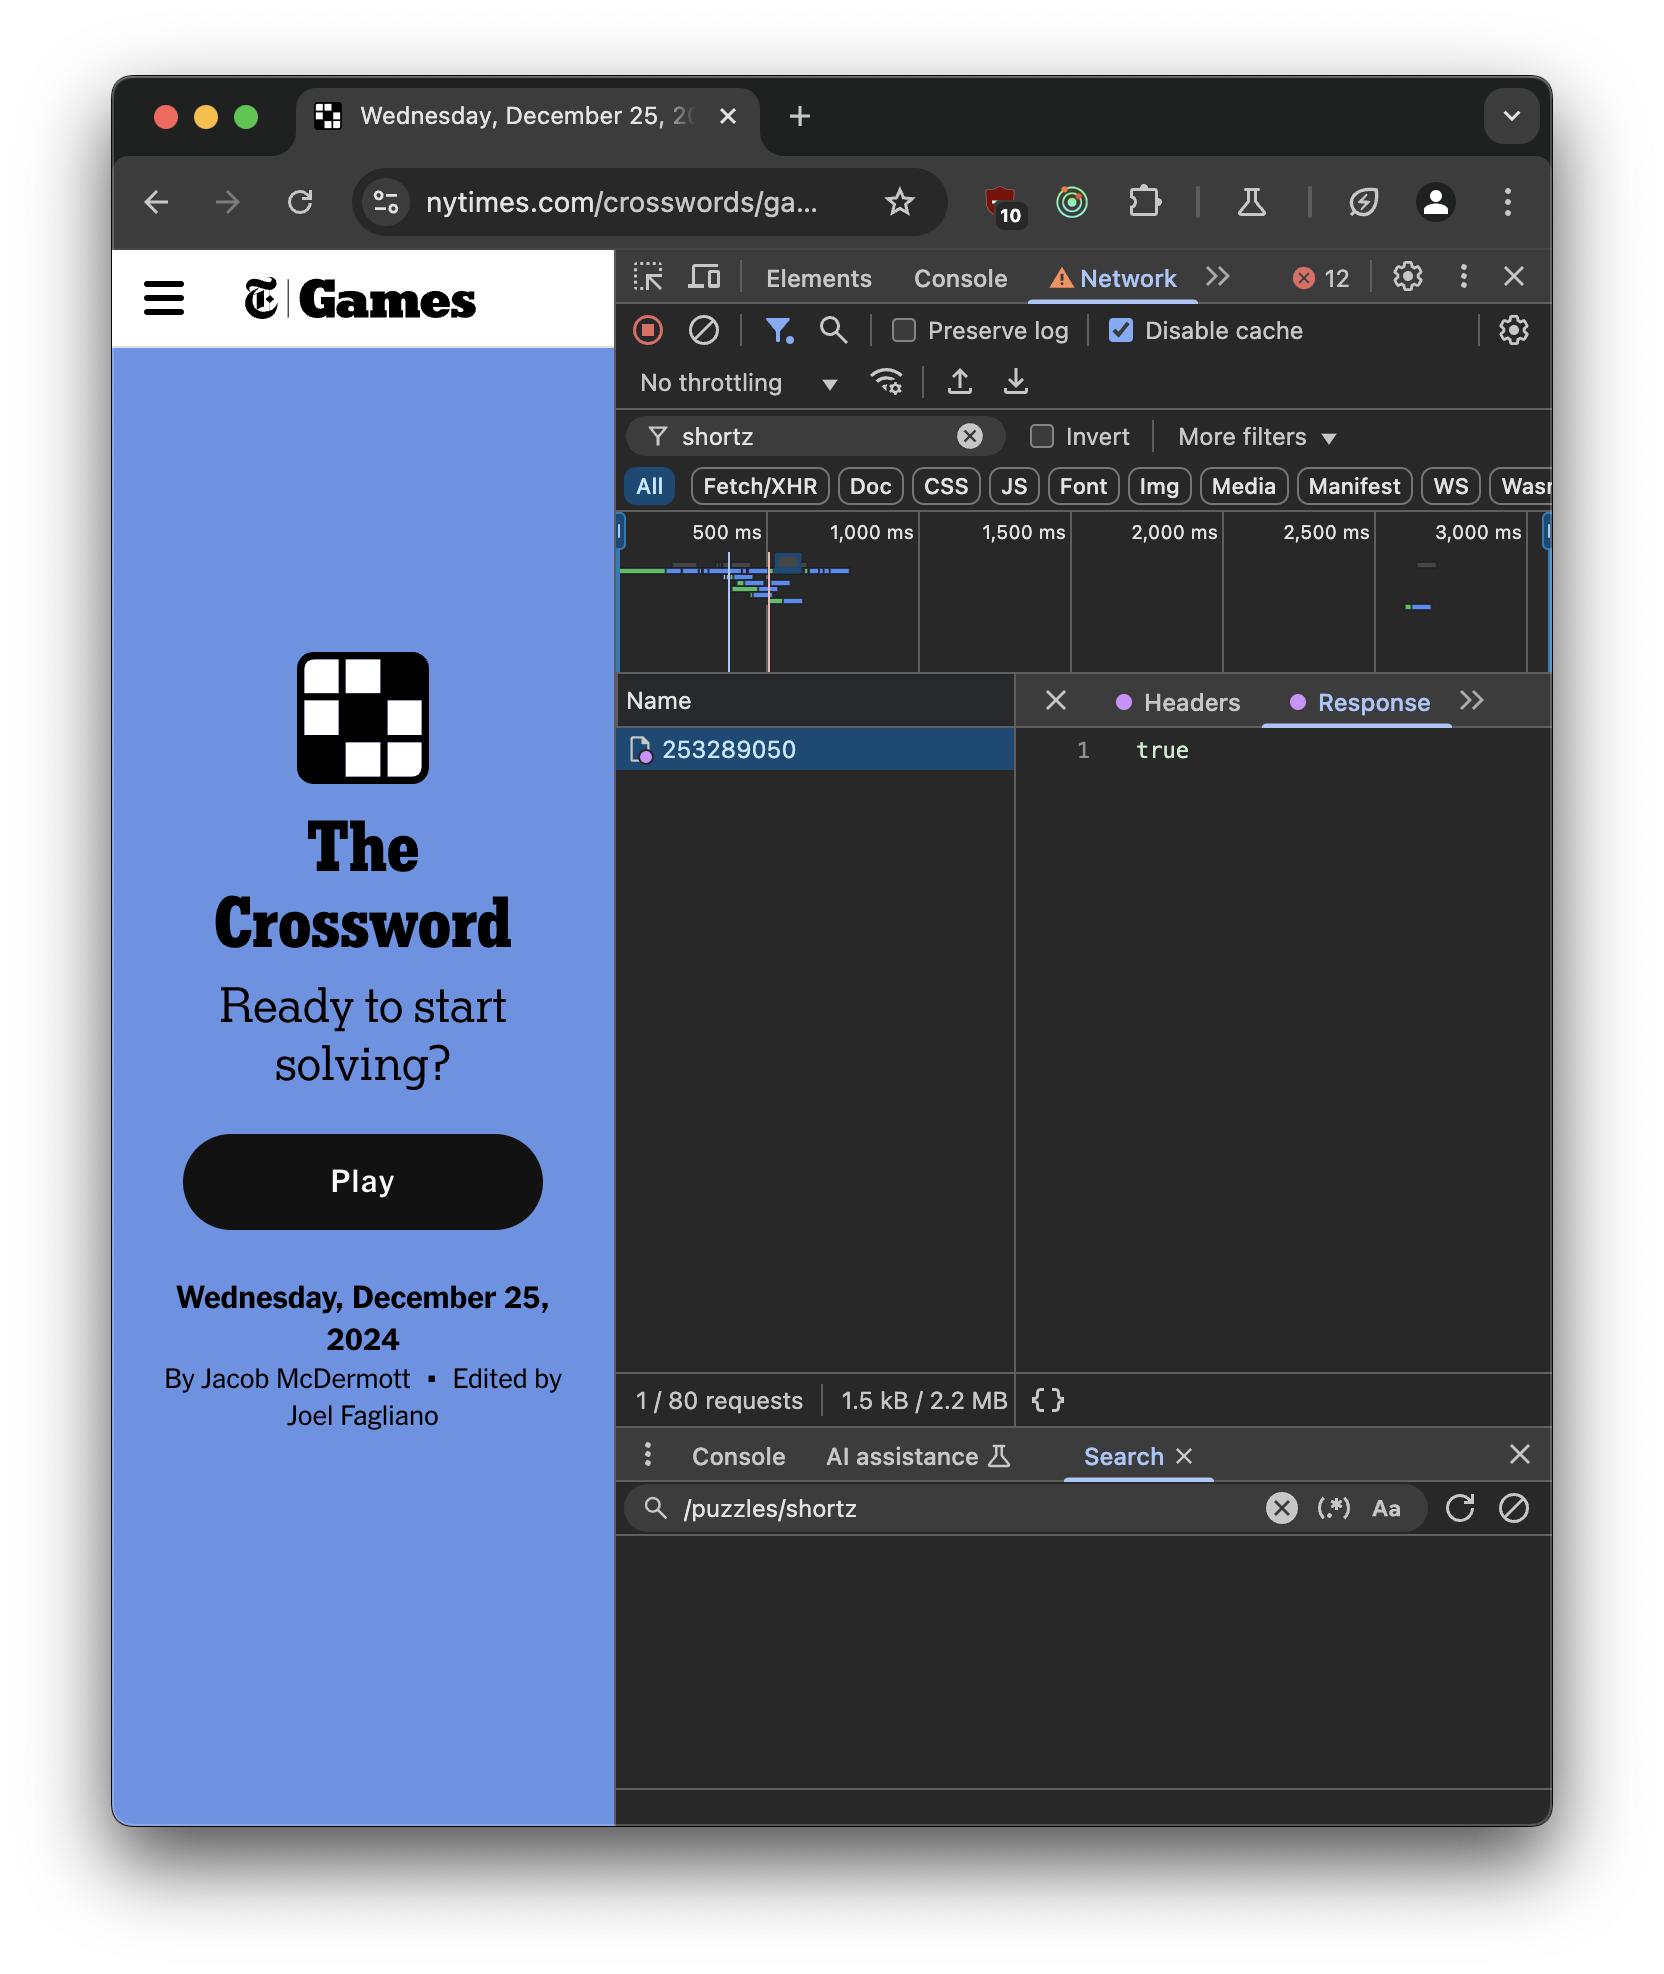 Wednesday, December 25, 20
nytimes.com/crosswords/ga...
10
T Games
Elements Console Network 12
Preserve log Disable cache
No throttling
shortz Invert More filters
All Fetch/XHR Doc CSS JS Font Img Media Manifest WS Wasm
500 ms 1,000 ms 1,500 ms 2,000 ms 2,500 ms 3,000 ms
Name Headers Response
253289050 1 true
The
Crossword
Ready to start
solving?
Play
Wednesday, December 25,
2024
By Jacob McDermott ▪ Edited by
Joel Fagliano
1 / 80 requests 1.5 kB / 2.2 MB {}
Console AI assistance Search
/puzzles/shortz (.*) Aa